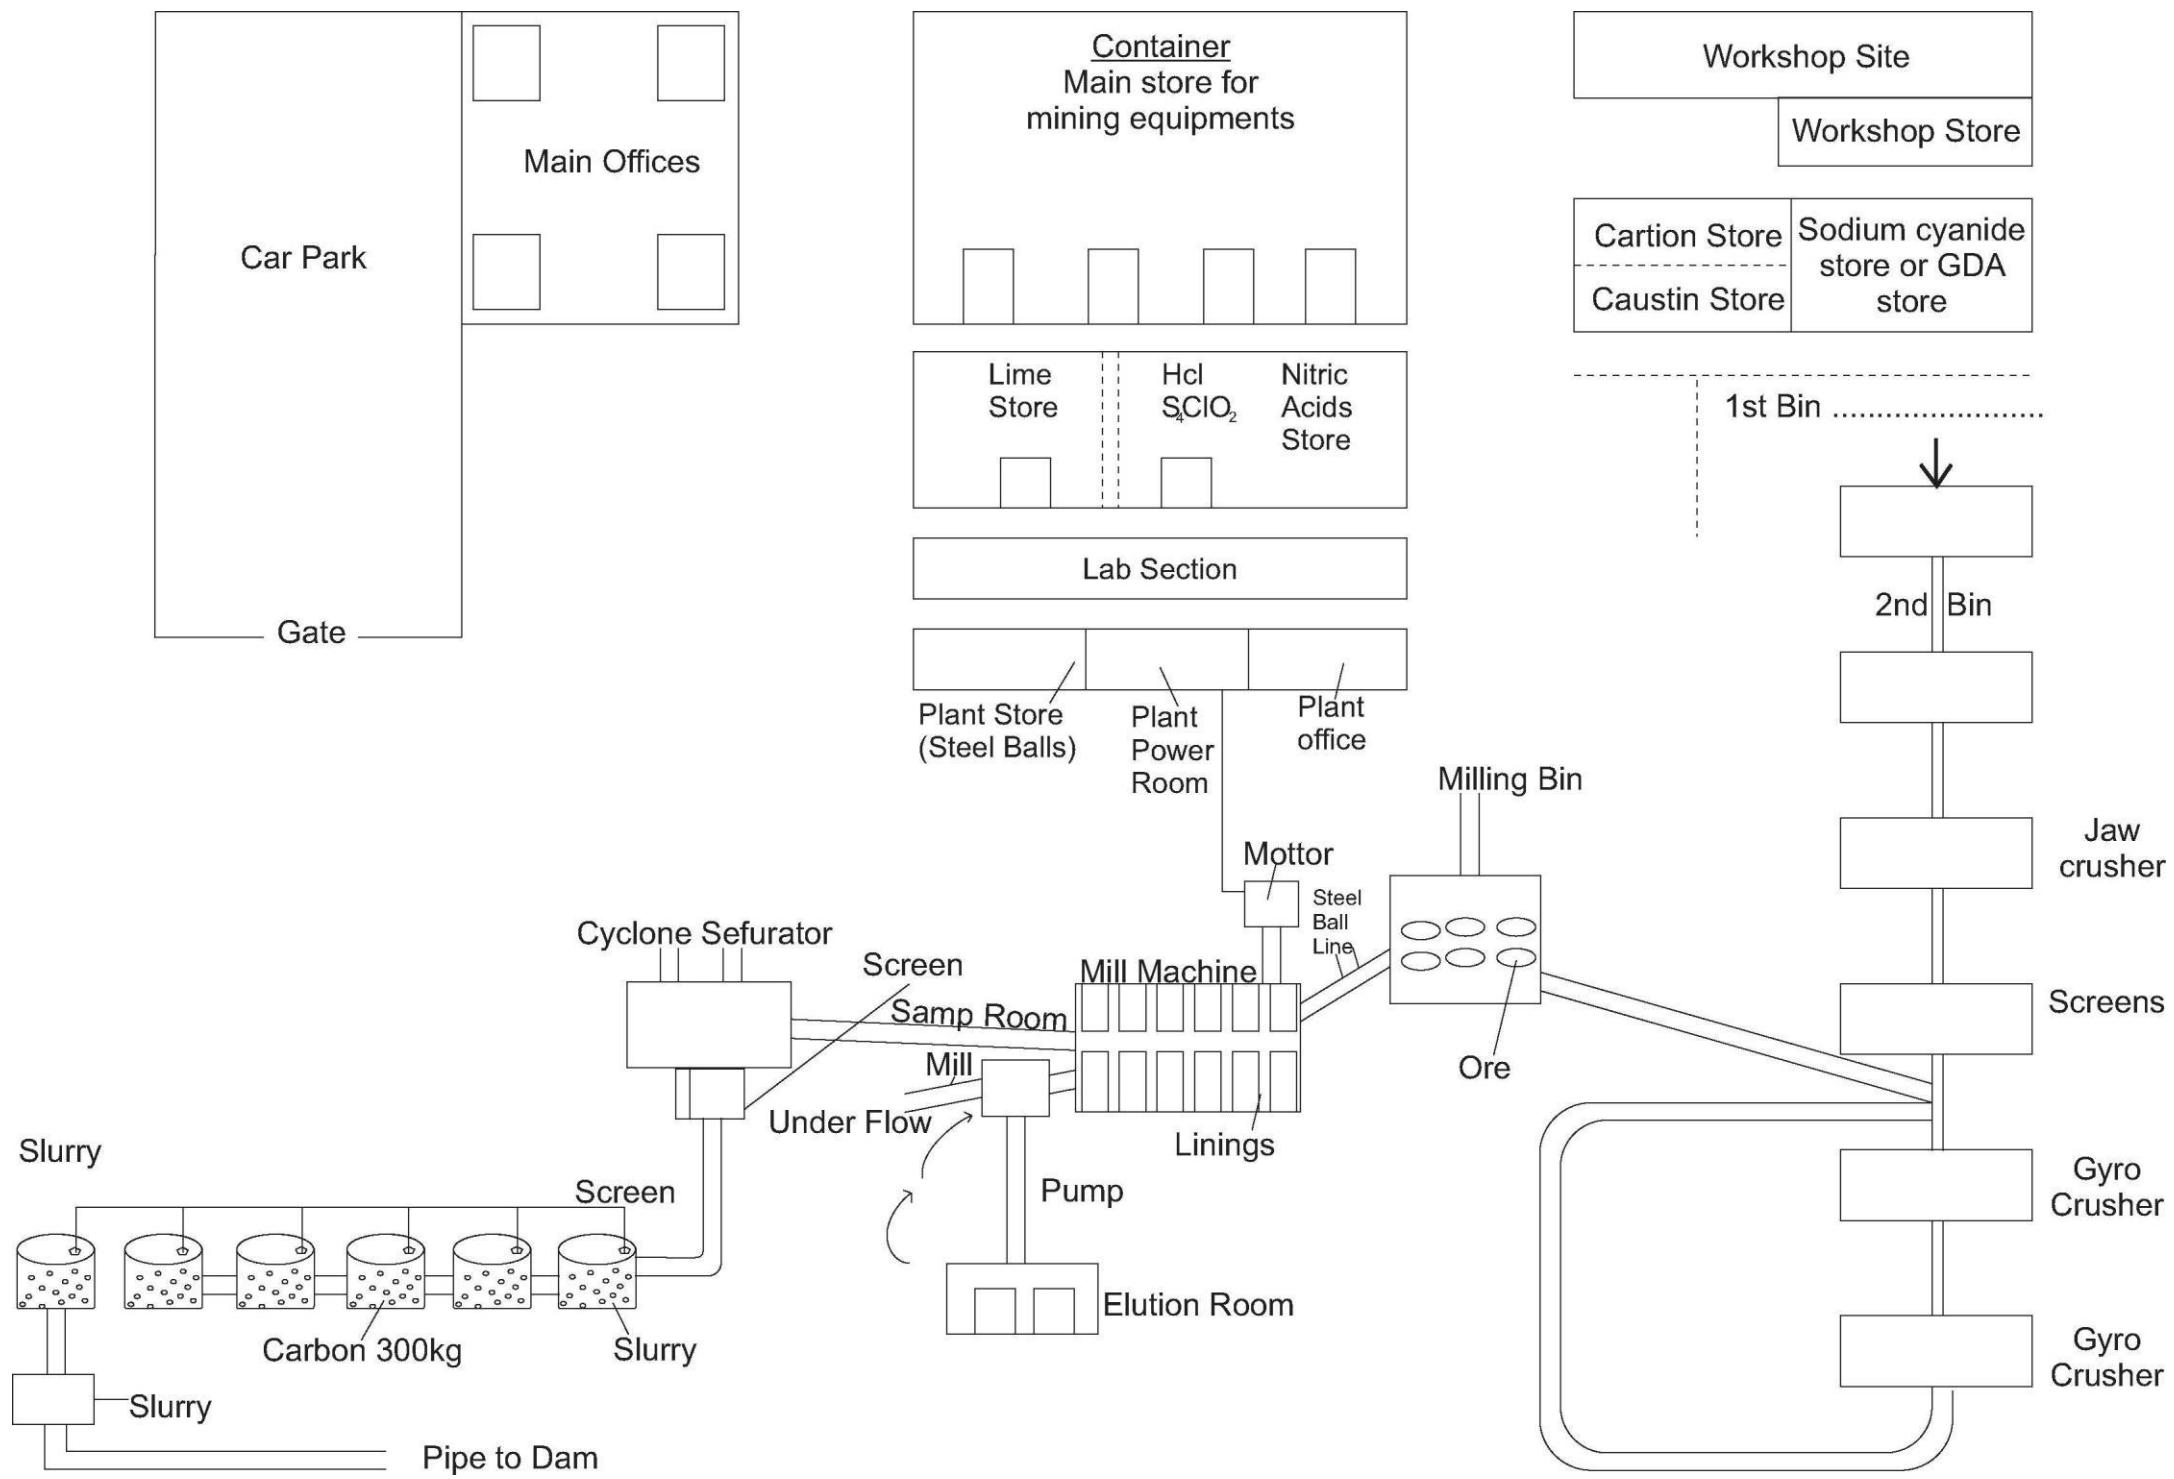 Container
Main store for
mining equipments
Workshop Site
Workshop Store
Main Offices
Car Park
Gate
Cartion Store
Caustin Store
Sodium cyanide
store or GDA
store
Lime
Store
Hcl
S₄ClO₂
Nitric
Acids
Store
1st Bin ........................
Lab Section
2nd Bin
Plant Store
(Steel Balls)
Plant
Power
Room
Plant
office
Milling Bin
Jaw
crusher
Mottor
Steel
Ball
Line
Cyclone Sefurator
Screen
Mill Machine
Samp Room
Screens
Mill
Under Flow
Ore
Linings
Slurry
Screen
Pump
Gyro
Crusher
Elution Room
Carbon 300kg
Slurry
Gyro
Crusher
Slurry
Pipe to Dam